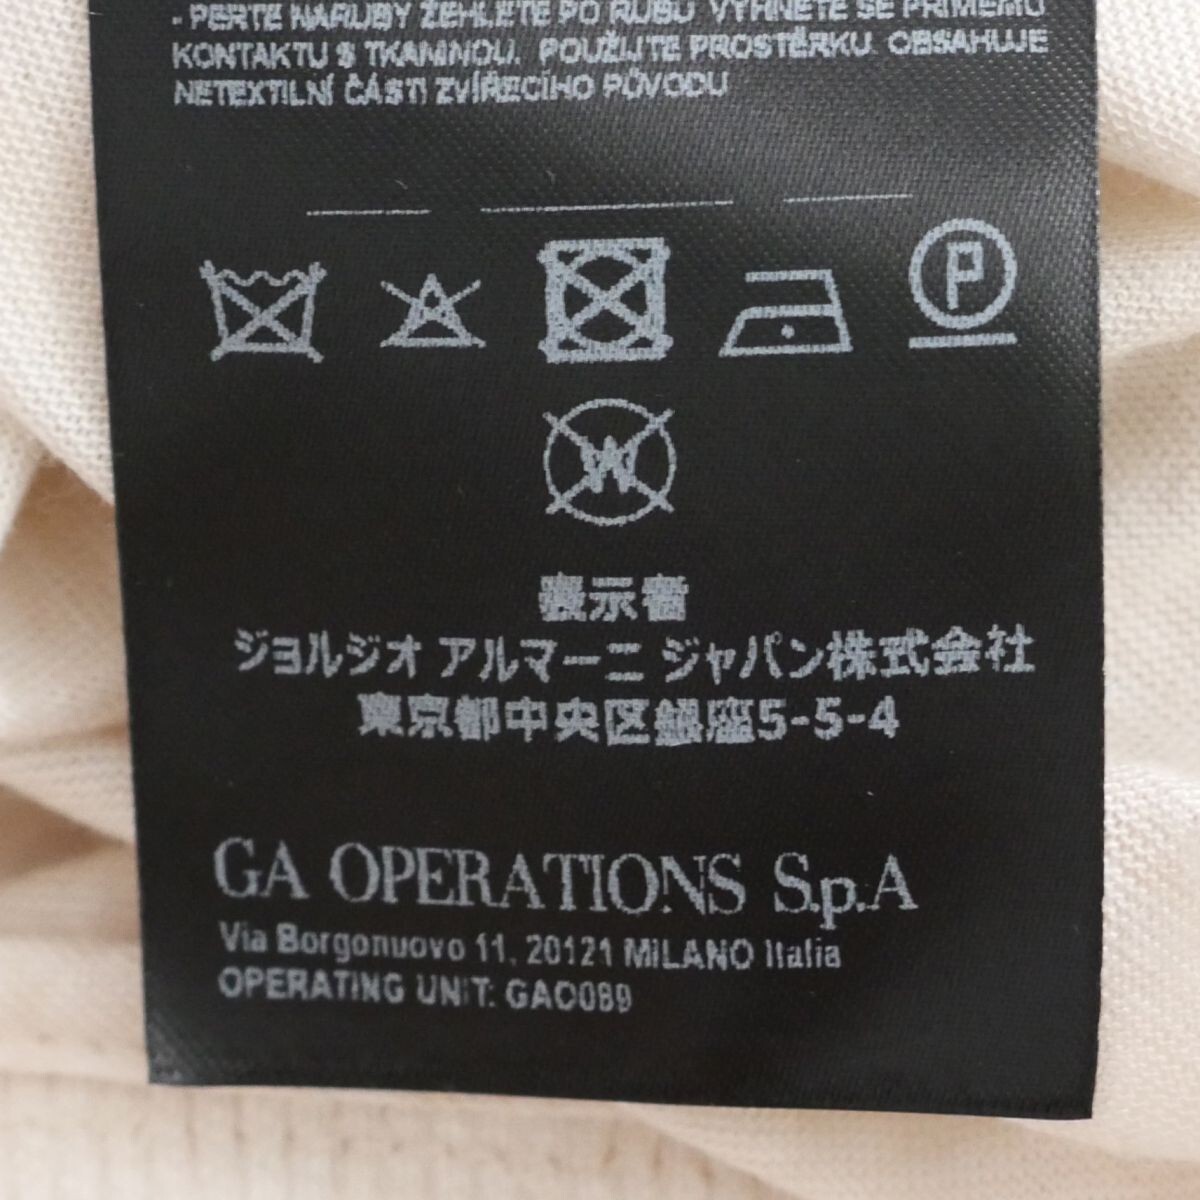 - PERTE NARUBY ŽEHLETE PO RUBU VYHNĚTE SE PŘÍMÉMU
KONTAKTU S TKANINOU. POUŽIJTE PROSTĚRKU OBSAHUJE
NETEXTILNÍ ČÁSTI ZVÍŘECÍHO PŮVODU
P
W
表示者
ジョルジオ アルマーニ ジャパン株式会社
東京都中央区銀座5-5-4
GA OPERATIONS S.p.A
Via Borgonuovo 11, 20121 MILANO Italia
OPERATING UNIT: GAO089